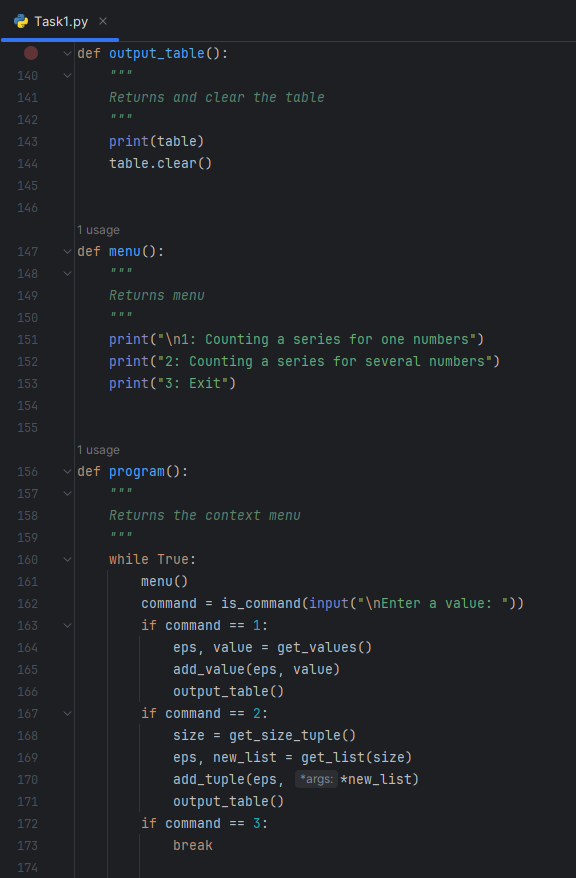 Task1.py
def output_table():
140 """
141 Returns and clear the table
142 """
143 print(table)
144 table.clear()
145
146
1 usage
147 def menu():
148 """
149 Returns menu
150 """
151 print("\n1: Counting a series for one numbers")
152 print("2: Counting a series for several numbers")
153 print("3: Exit")
154
155
1 usage
156 def program():
157 """
158 Returns the context menu
159 """
160 while True:
161 menu()
162 command = is_command(input("\nEnter a value: "))
163 if command == 1:
164 eps, value = get_values()
165 add_value(eps, value)
166 output_table()
167 if command == 2:
168 size = get_size_tuple()
169 eps, new_list = get_list(size)
170 add_tuple(eps, *args: *new_list)
171 output_table()
172 if command == 3:
173 break
174